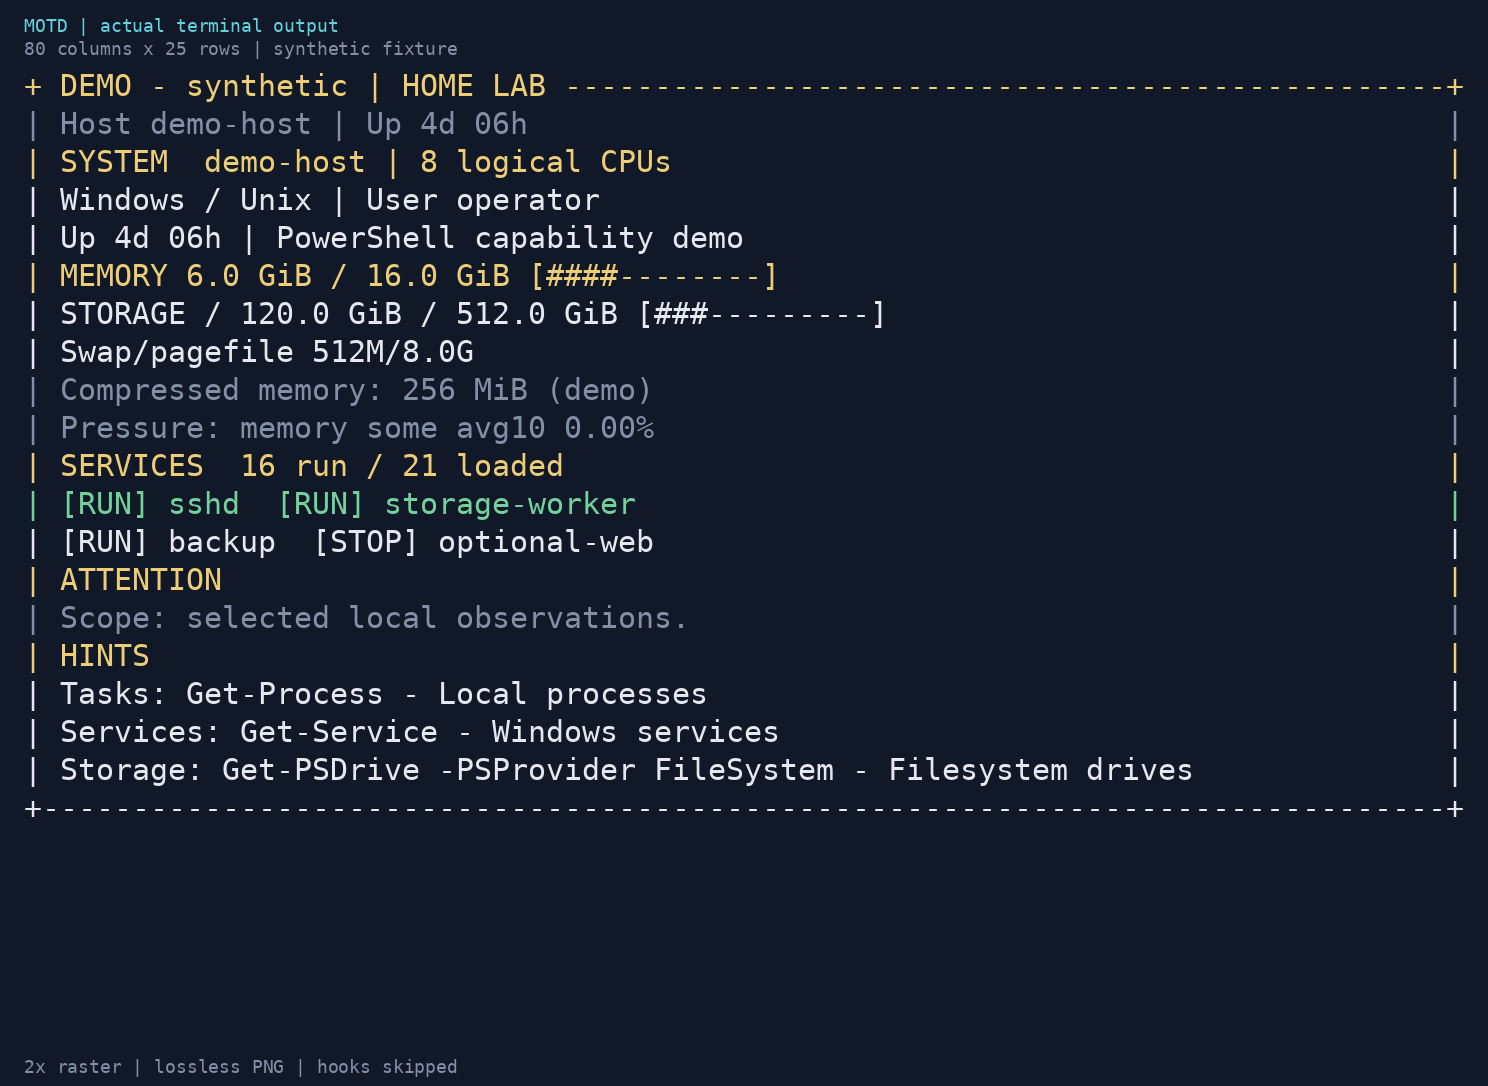 MOTD | actual terminal output
80 columns x 25 rows | synthetic fixture
+ DEMO - synthetic | HOME LAB -------------------------------------------------+
| Host demo-host | Up 4d 06h                                                   |
| SYSTEM  demo-host | 8 logical CPUs                                           |
| Windows / Unix | User operator                                               |
| Up 4d 06h | PowerShell capability demo                                       |
| MEMORY 6.0 GiB / 16.0 GiB [####--------]                                     |
| STORAGE / 120.0 GiB / 512.0 GiB [###---------]                               |
| Swap/pagefile 512M/8.0G                                                      |
| Compressed memory: 256 MiB (demo)                                            |
| Pressure: memory some avg10 0.00%                                            |
| SERVICES  16 run / 21 loaded                                                 |
| [RUN] sshd  [RUN] storage-worker                                             |
| [RUN] backup  [STOP] optional-web                                            |
| ATTENTION                                                                    |
| Scope: selected local observations.                                          |
| HINTS                                                                        |
| Tasks: Get-Process - Local processes                                         |
| Services: Get-Service - Windows services                                     |
| Storage: Get-PSDrive -PSProvider FileSystem - Filesystem drives              |
+------------------------------------------------------------------------------+
2x raster | lossless PNG | hooks skipped